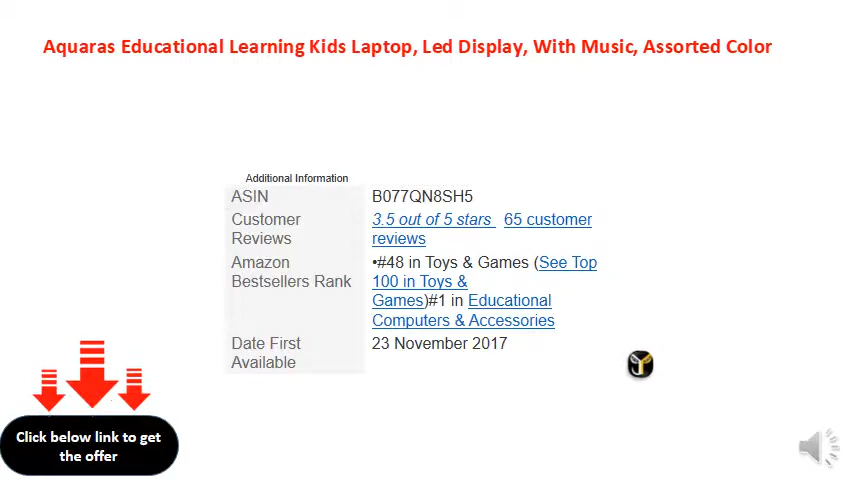 Aquaras Educational Learning Kids Laptop, Led Display, With Music, Assorted Color
Additional Information
ASIN B077QN8SH5
Customer 3.5 out of 5 stars 65 customer
Reviews reviews
Amazon •#48 in Toys & Games (See Top
Bestsellers Rank 100 in Toys &
Games)#1 in Educational
Computers & Accessories
Date First 23 November 2017
Available
Click below link to get
the offer